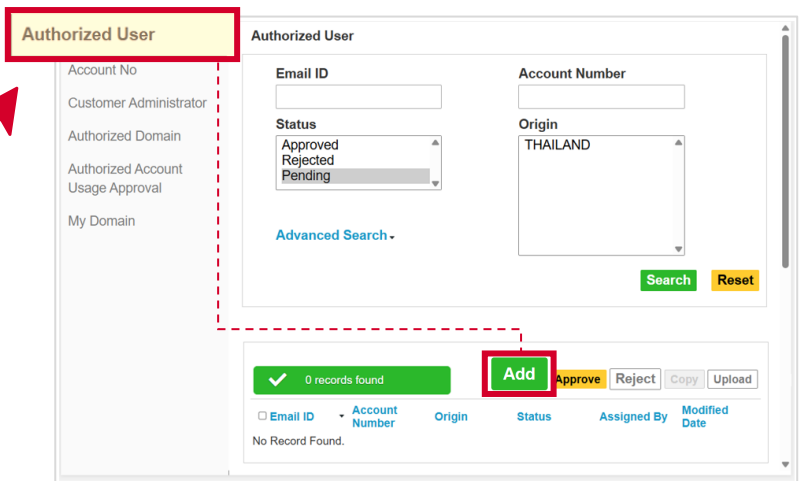 Authorized User
Account No
Customer Administrator
Authorized Domain
Authorized Account
Usage Approval
My Domain
Authorized User
Email ID
Account Number
Status
Origin
Approved
Rejected
Pending
THAILAND
Advanced Search
Search
Reset
0 records found
Add
Approve
Reject
Copy
Upload
Email ID
Account
Number
Origin
Status
Assigned By
Modified
Date
No Record Found.